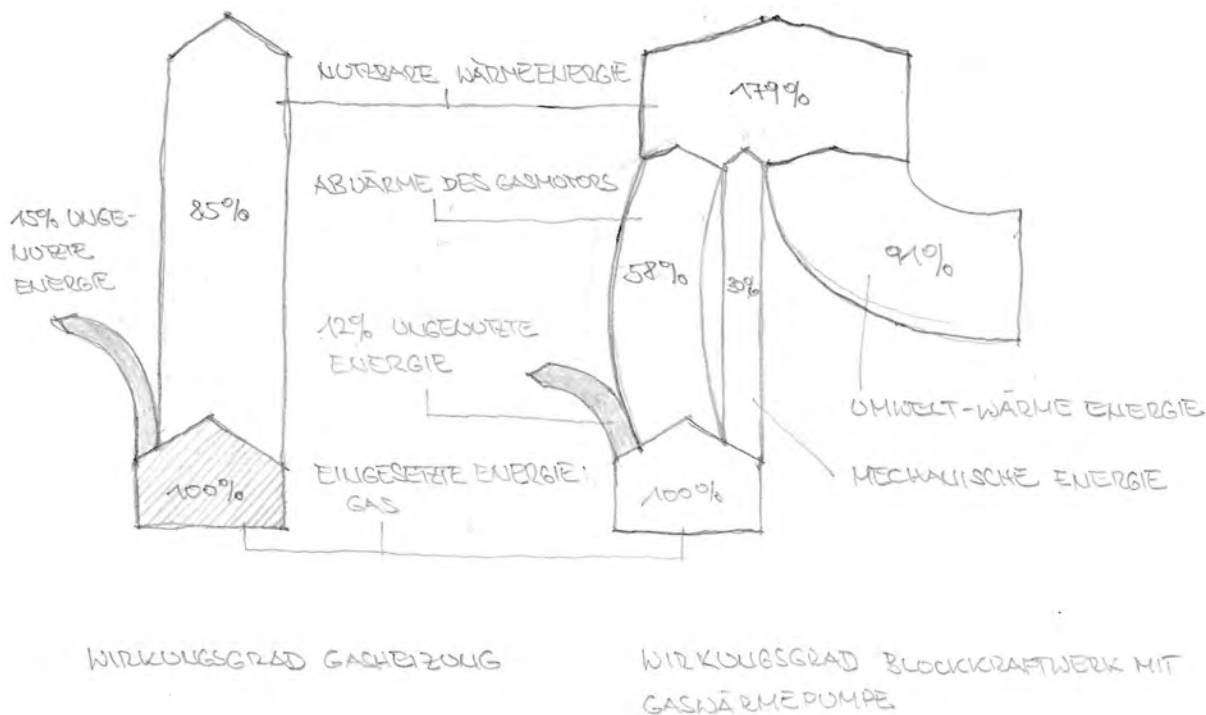 NUTZBARE WÄRMEENERGIE
179%
ABWÄRME DES GASMOTORS
85%
15% UNGE-
NUTZTE
ENERGIE
58%
30%
91%
12% UNGENUTZTE
ENERGIE
UMWELT-WÄRME ENERGIE
EINGESETZTE ENERGIE:
GAS
MECHANISCHE ENERGIE
100%
100%
WIRKUNGSGRAD GASHEIZUNG
WIRKUNGSGRAD BLOCKKRAFTWERK MIT
GASWÄRMEPUMPE